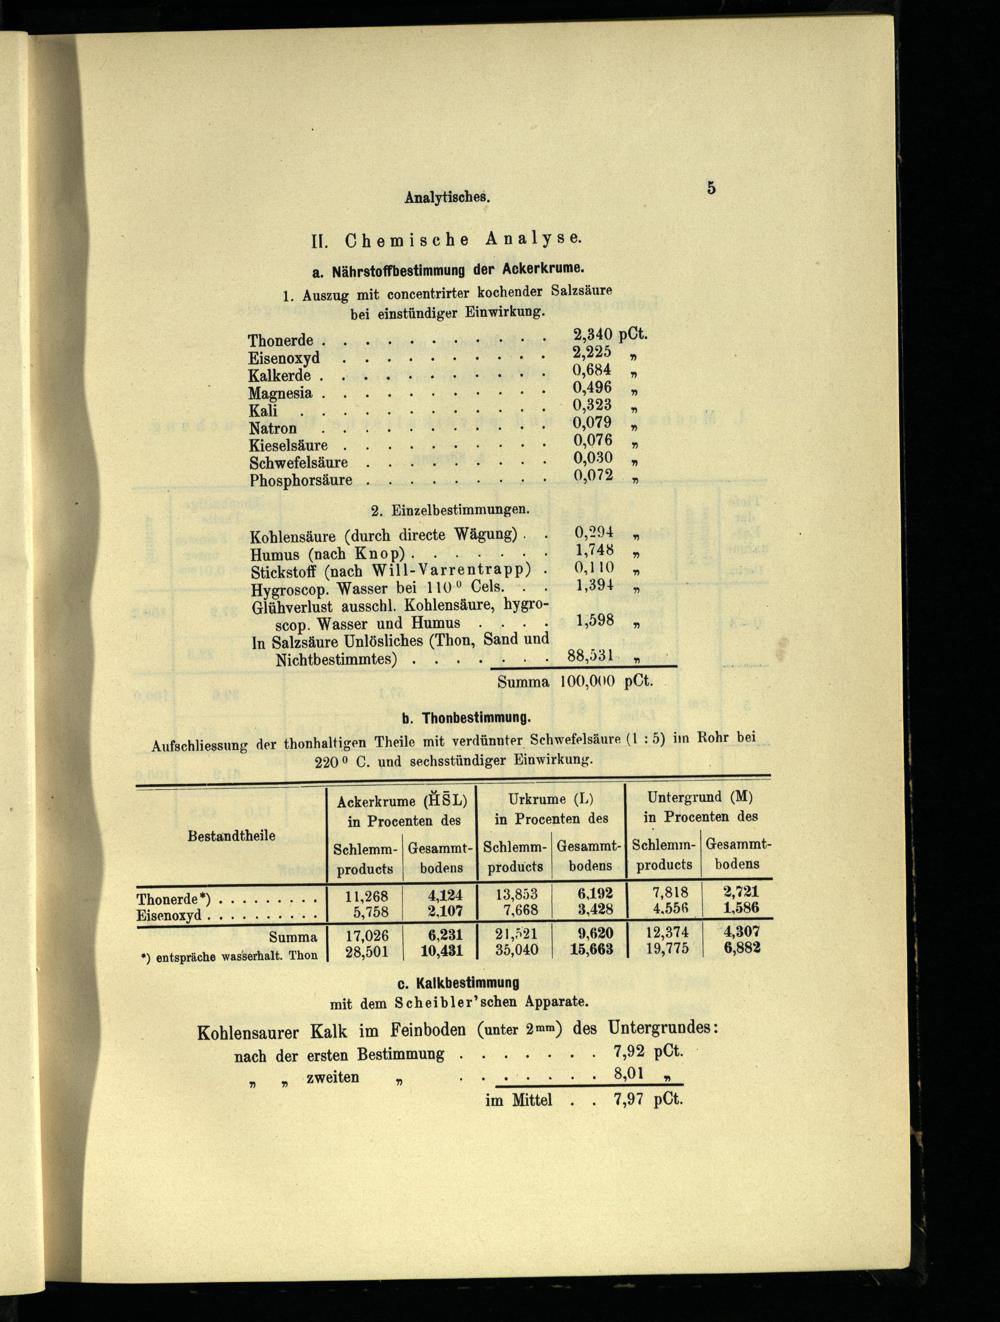 Analytisches.
5
II. Chemische Analyse.
a. Nährstoffbestimmung der Ackerkrume.
1. Auszug mit concentrirter kochender Salzsäure
bei einstündiger Einwirkung.
Thonerde . . . . . . . . . . . 2,340 pCt.
Eisenoxyd . . . . . . . . . . 2,225 „
Kalkerde . . . . . . . . . . . 0,684 „
Magnesia . . . . . . . . . . . 0,496 „
Kali . . . . . . . . . . . . 0,323 „
Natron . . . . . . . . . . . 0,079 „
Kieselsäure . . . . . . . . . . 0,076 „
Schwefelsäure . . . . . . . . . 0,030 „
Phosphorsäure . . . . . . . . . 0,072 „
2. Einzelbestimmungen.
Kohlensäure (durch directe Wägung) . . 0,294 „
Humus (nach Knop) . . . . . . . 1,748 „
Stickstoff (nach Will-Varrentrapp) . 0,110 „
Hygroscop. Wasser bei 110° Cels. . . 1,394 „
Glühverlust ausschl. Kohlensäure, hygro-
scop. Wasser und Humus . . . . 1,598 „
In Salzsäure Unlösliches (Thon, Sand und
Nichtbestimmtes) . . . . . . . 88,531 „
Summa 100,000 pCt.
b. Thonbestimmung.
Aufschliessung der thonhaltigen Theile mit verdünnter Schwefelsäure (1 : 5) im Rohr bei
220° C. und sechsstündiger Einwirkung.
Bestandtheile
Ackerkrume (H̆S̄L) Urkrume (L) Untergrund (M)
in Procenten des in Procenten des in Procenten des
Schlemm- Gesammt- Schlemm- Gesammt- Schlemm- Gesammt-
products bodens products bodens products bodens
Thonerde*) . . . . . . . . . 11,268 4,124 13,853 6,192 7,818 2,721
Eisenoxyd . . . . . . . . . . 5,758 2,107 7,668 3,428 4,556 1,586
Summa 17,026 6,231 21,521 9,620 12,374 4,307
*) entspräche wasserhalt. Thon 28,501 10,431 35,040 15,663 19,775 6,882
c. Kalkbestimmung
mit dem Scheibler'schen Apparate.
Kohlensaurer Kalk im Feinboden (unter 2mm) des Untergrundes:
nach der ersten Bestimmung . . . . . . . 7,92 pCt.
„ „ zweiten „ . . . . . . . 8,01 „
im Mittel . . 7,97 pCt.